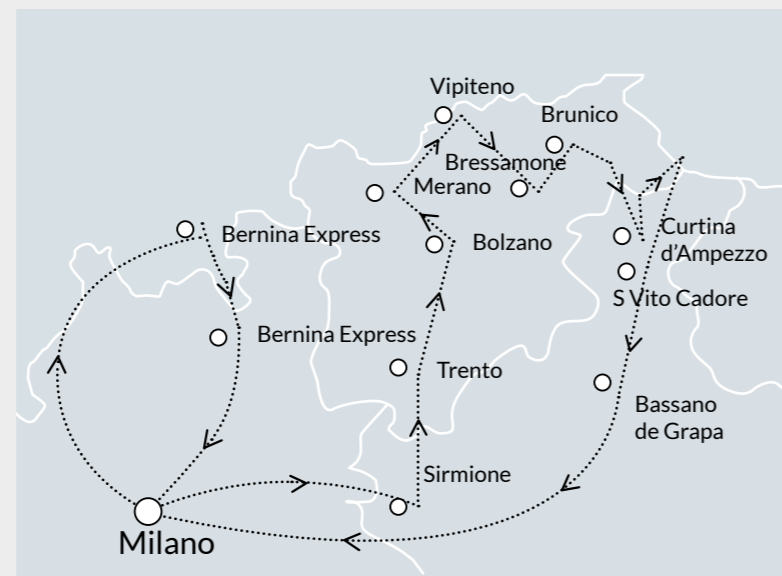 Vipiteno
Brunico
Bressamone
Merano
Curtina
d'Ampezzo
Bernina Express
Bolzano
S Vito Cadore
Bernina Express
Trento
Bassano
de Grapa
Sirmione
Milano